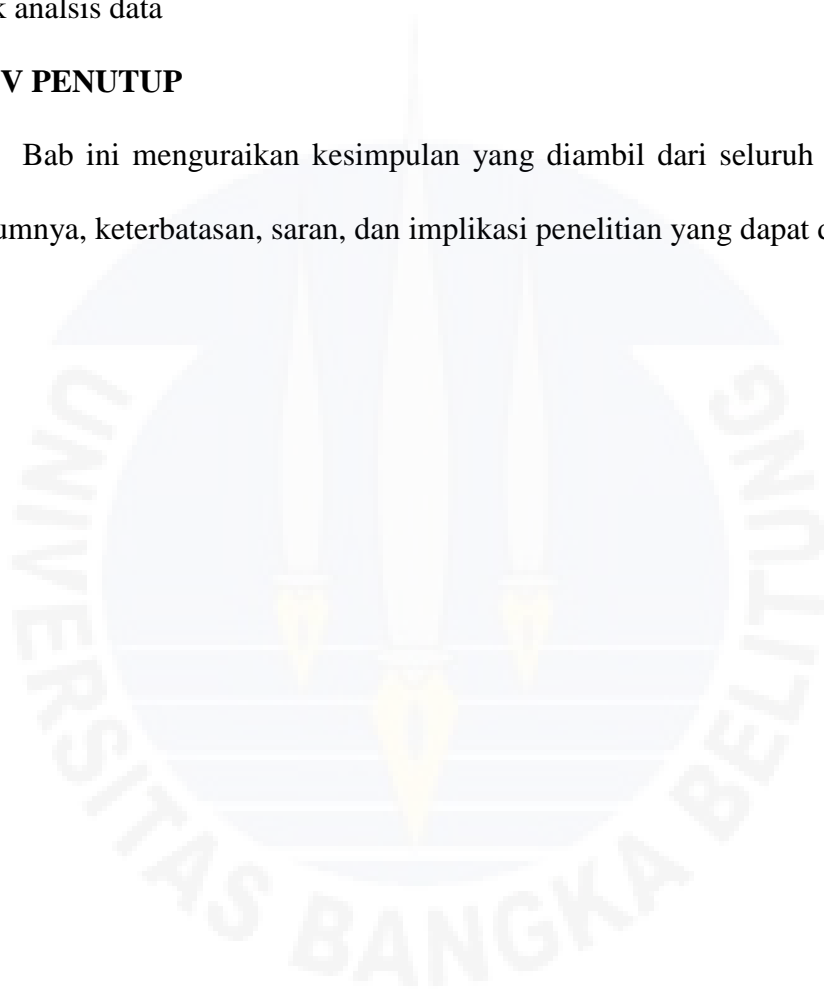 k analsis data
V PENUTUP
Bab ini menguraikan kesimpulan yang diambil dari seluruh
umnya, keterbatasan, saran, dan implikasi penelitian yang dapat
UNIVERSITAS BANGKA BELITUNG